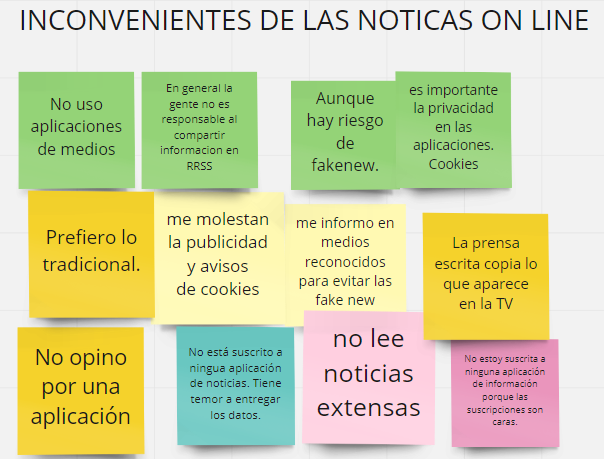 INCONVENIENTES DE LAS NOTICAS ON LINE
No uso
aplicaciones
de medios
En general la
gente no es
responsable al
compartir
informacion en
RRSS
Aunque
hay riesgo
de
fakenew.
es importante
la privacidad
en las
aplicaciones.
Cookies
Prefiero lo
tradicional.
me molestan
la publicidad
y avisos
de cookies
me informo en
medios
reconocidos
para evitar las
fake new
La prensa
escrita copia lo
que aparece
en la TV
No opino
por una
aplicación
No está suscrito a
ningua aplicación
de noticias. Tiene
temor a entregar
los datos.
no lee
noticias
extensas
No estoy suscrita a
ninguna aplicación
de información
porque las
suscripciones son
caras.